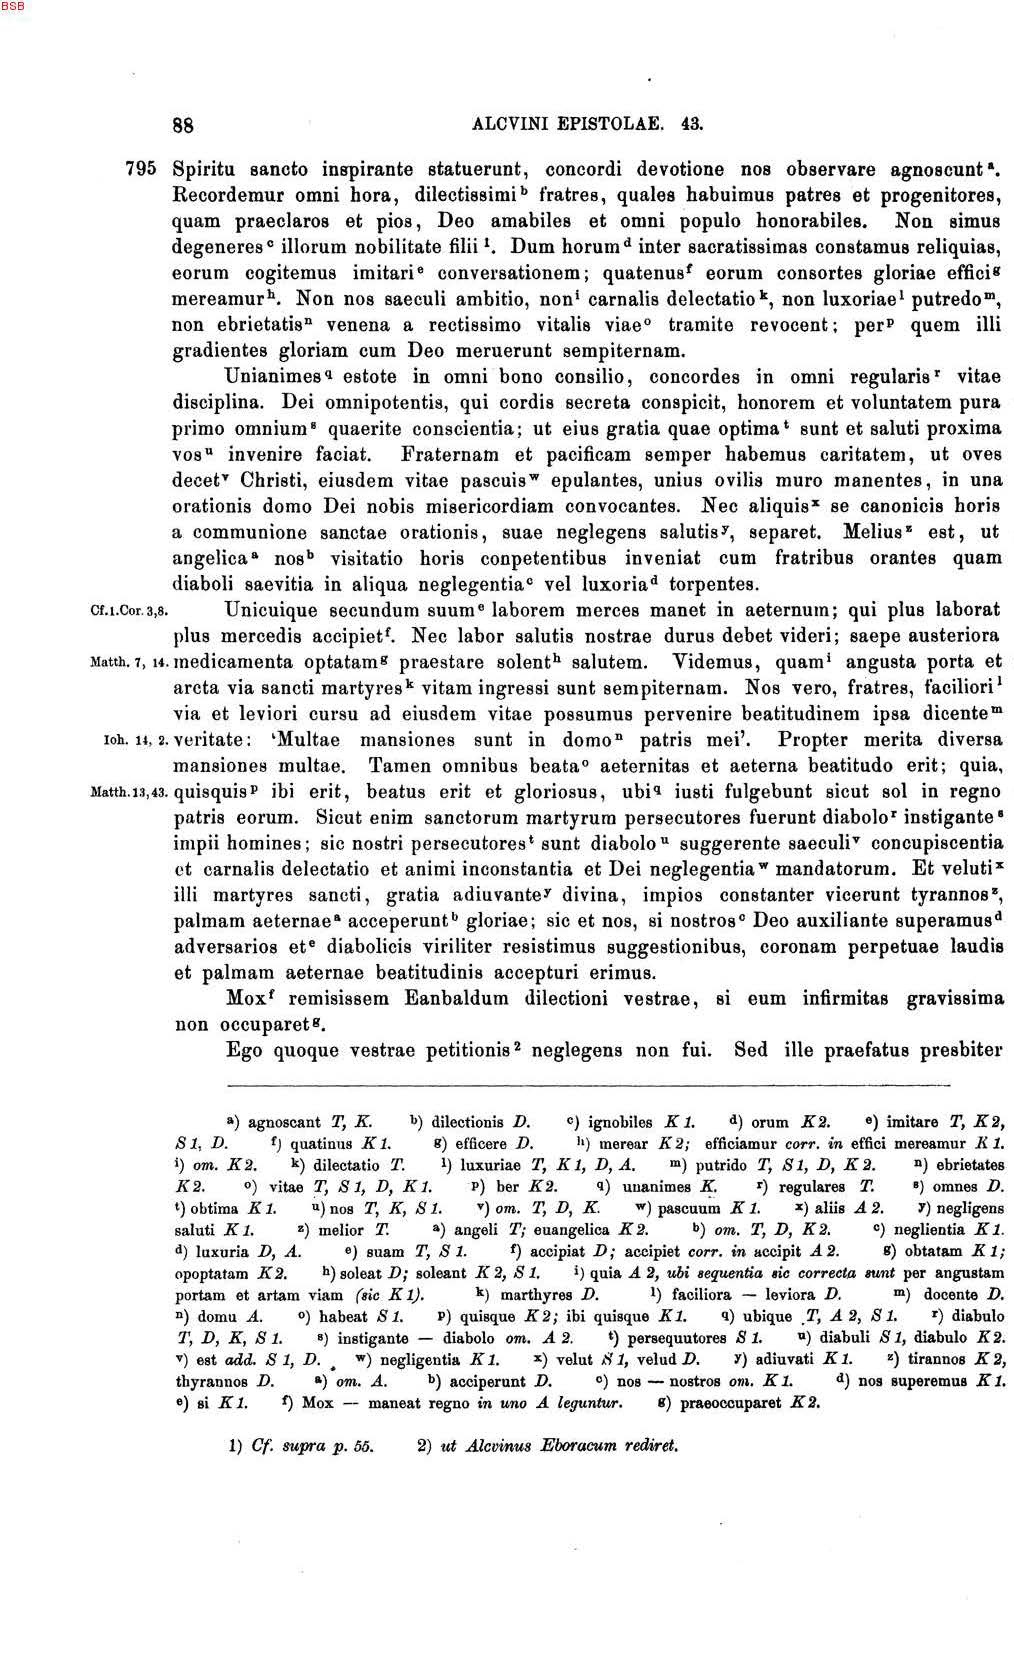 BSB
88 ALCVINI EPISTOLAE. 43.
795 Spiritu sancto inspirante statuerunt, concordi devotione nos observare agnoscunt ᵃ.
Recordemur omni hora, dilectissimi ᵇ fratres, quales habuimus patres et progenitores,
quam praeclaros et pios, Deo amabiles et omni populo honorabiles. Non simus
degeneres ᶜ illorum nobilitate filii ¹. Dum horum ᵈ inter sacratissimas constamus reliquias,
eorum cogitemus imitari ᵉ conversationem; quatenus ᶠ eorum consortes gloriae effici ᵍ
mereamur ʰ. Non nos saeculi ambitio, non ⁱ carnalis delectatio ᵏ, non luxoriae ˡ putredo ᵐ,
non ebrietatis ⁿ venena a rectissimo vitalis viae ᵒ tramite revocent; per ᵖ quem illi
gradientes gloriam cum Deo meruerunt sempiternam.
Unianimes q estote in omni bono consilio, concordes in omni regularis ʳ vitae
disciplina. Dei omnipotentis, qui cordis secreta conspicit, honorem et voluntatem pura
primo omnium ˢ quaerite conscientia; ut eius gratia quae optima ᵗ sunt et saluti proxima
vos ᵘ invenire faciat. Fraternam et pacificam semper habemus caritatem, ut oves
decet ᵛ Christi, eiusdem vitae pascuis ʷ epulantes, unius ovilis muro manentes, in una
orationis domo Dei nobis misericordiam convocantes. Nec aliquis ˣ se canonicis horis
a communione sanctae orationis, suae neglegens salutis ʸ, separet. Melius ᶻ est, ut
angelica ᵃ nos ᵇ visitatio horis conpetentibus inveniat cum fratribus orantes quam
diaboli saevitia in aliqua neglegentia ᶜ vel luxoria ᵈ torpentes.
Cf. 1. Cor. 3,8. Unicuique secundum suum ᵉ laborem merces manet in aeternum; qui plus laborat
plus mercedis accipiet ᶠ. Nec labor salutis nostrae durus debet videri; saepe austeriora
Matth. 7, 14. medicamenta optatam ᵍ praestare solent ʰ salutem. Videmus, quam ⁱ angusta porta et
arcta via sancti martyres ᵏ vitam ingressi sunt sempiternam. Nos vero, fratres, faciliori ˡ
via et leviori cursu ad eiusdem vitae possumus pervenire beatitudinem ipsa dicente ᵐ
Ioh. 14, 2. veritate: 'Multae mansiones sunt in domo ⁿ patris mei'. Propter merita diversa
mansiones multae. Tamen omnibus beata ᵒ aeternitas et aeterna beatitudo erit; quia,
Matth. 13,43. quisquis ᵖ ibi erit, beatus erit et gloriosus, ubi q iusti fulgebunt sicut sol in regno
patris eorum. Sicut enim sanctorum martyrum persecutores fuerunt diabolo ʳ instigante ˢ
impii homines; sic nostri persecutores ᵗ sunt diabolo ᵘ suggerente saeculi ᵛ concupiscentia
et carnalis delectatio et animi inconstantia et Dei neglegentia ʷ mandatorum. Et veluti ˣ
illi martyres sancti, gratia adiuvante ʸ divina, impios constanter vicerunt tyrannos ᶻ,
palmam aeternae ᵃ acceperunt ᵇ gloriae; sic et nos, si nostros ᶜ Deo auxiliante superamus ᵈ
adversarios et ᵉ diabolicis viriliter resistimus suggestionibus, coronam perpetuae laudis
et palmam aeternae beatitudinis accepturi erimus.
Mox ᶠ remisissem Eanbaldum dilectioni vestrae, si eum infirmitas gravissima
non occuparet ᵍ.
Ego quoque vestrae petitionis ² neglegens non fui. Sed ille praefatus presbiter
ᵃ) agnoscant T, K. ᵇ) dilectionis D. ᶜ) ignobiles K 1. ᵈ) orum K 2. ᵉ) imitare T, K 2,
S 1, D. ᶠ) quatinus K 1. ᵍ) efficere D. ʰ) merear K 2; efficiamur corr. in effici mereamur K 1.
ⁱ) om. K 2. ᵏ) dilectatio T. ˡ) luxuriae T, K 1, D, A. ᵐ) putrido T, S 1, D, K 2. ⁿ) ebrietates
K 2. ᵒ) vitae T, S 1, D, K 1. ᵖ) ber K 2. q) unanimes K. ʳ) regulares T. ˢ) omnes D.
ᵗ) obtima K 1. ᵘ) nos T, K, S 1. ᵛ) om. T, D, K. ʷ) pascuum K 1. ˣ) aliis A 2. ʸ) negligens
saluti K 1. ᶻ) melior T. ᵃ) angeli T; euangelica K 2. ᵇ) om. T, D, K 2. ᶜ) neglientia K 1.
ᵈ) luxuria D, A. ᵉ) suam T, S 1. ᶠ) accipiat D; accipiet corr. in accipit A 2. ᵍ) obtatam K 1;
opoptatam K 2. ʰ) soleat D; soleant K 2, S 1. ⁱ) quia A 2, ubi sequentia sic correcta sunt per angustam
portam et artam viam (sic K 1). ᵏ) marthyres D. ˡ) faciliora — leviora D. ᵐ) docente D.
ⁿ) domu A. ᵒ) habeat S 1. ᵖ) quisque K 2; ibi quisque K 1. q) ubique T, A 2, S 1. ʳ) diabulo
T, D, K, S 1. ˢ) instigante — diabolo om. A 2. ᵗ) persequutores S 1. ᵘ) diabuli S 1, diabulo K 2.
ᵛ) est add. S 1, D. ʷ) negligentia K 1. ˣ) velut S 1, velud D. ʸ) adiuvati K 1. ᶻ) tirannos K 2,
thyrannos D. ᵃ) om. A. ᵇ) acciperunt D. ᶜ) nos — nostros om. K 1. ᵈ) nos superemus K 1.
ᵉ) si K 1. ᶠ) Mox — maneat regno in uno A leguntur. ᵍ) praeoccuparet K 2.
1) Cf. supra p. 55. 2) ut Alcvinus Eboracum rediret.